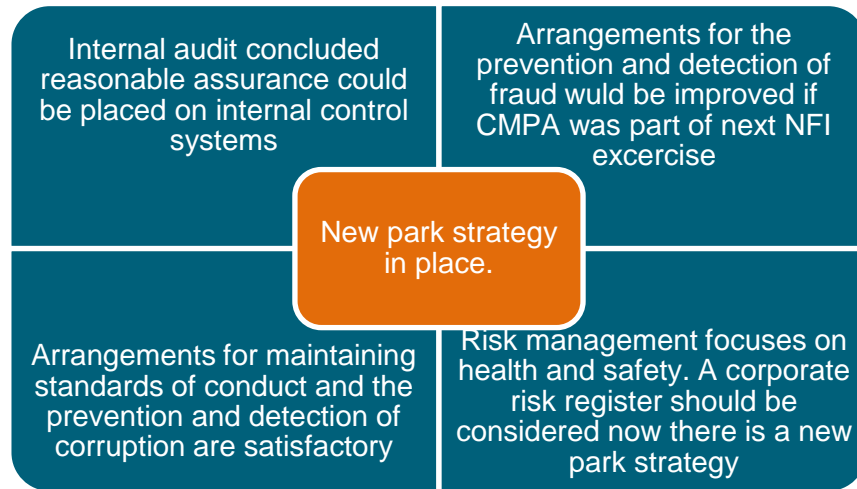 Internal audit concluded
reasonable assurance could
be placed on internal control
systems
Arrangements for the
prevention and detection of
fraud wuld be improved if
CMPA was part of next NFI
excercise
New park strategy
in place.
Arrangements for maintaining
standards of conduct and the
prevention and detection of
corruption are satisfactory
Risk management focuses on
health and safety. A corporate
risk register should be
considered now there is a new
park strategy